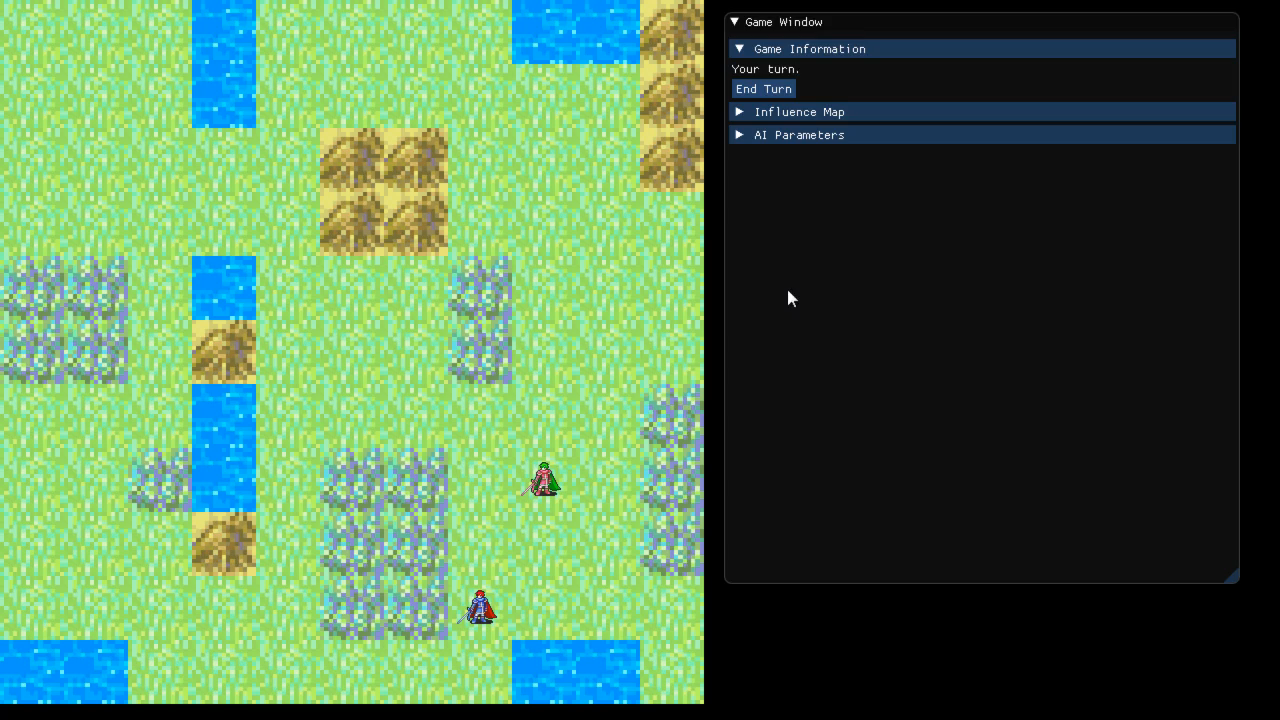 Game Window
Game Information
Your turn.
End Turn
Influence Map
AI Parameters